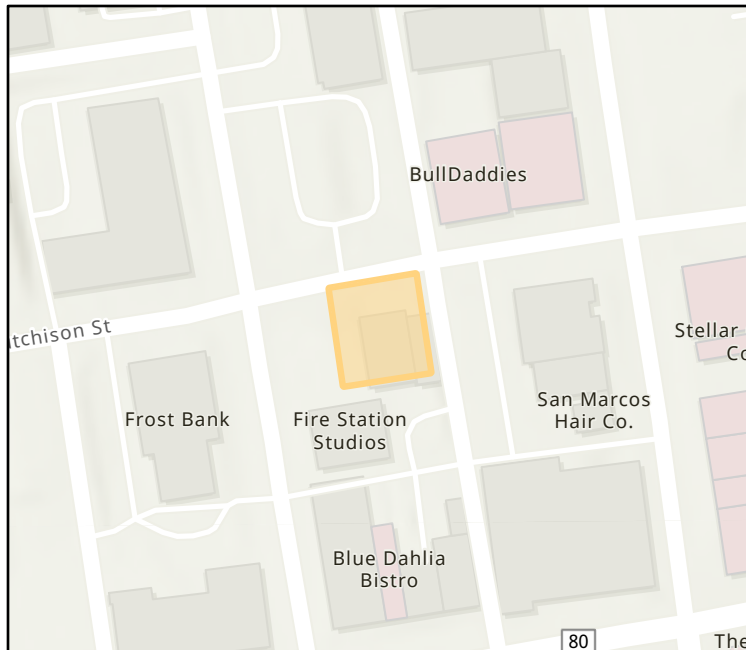 BullDaddies
tchison St
Stellar
Co
Frost Bank
Fire Station
Studios
San Marcos
Hair Co.
Blue Dahlia
Bistro
80
The